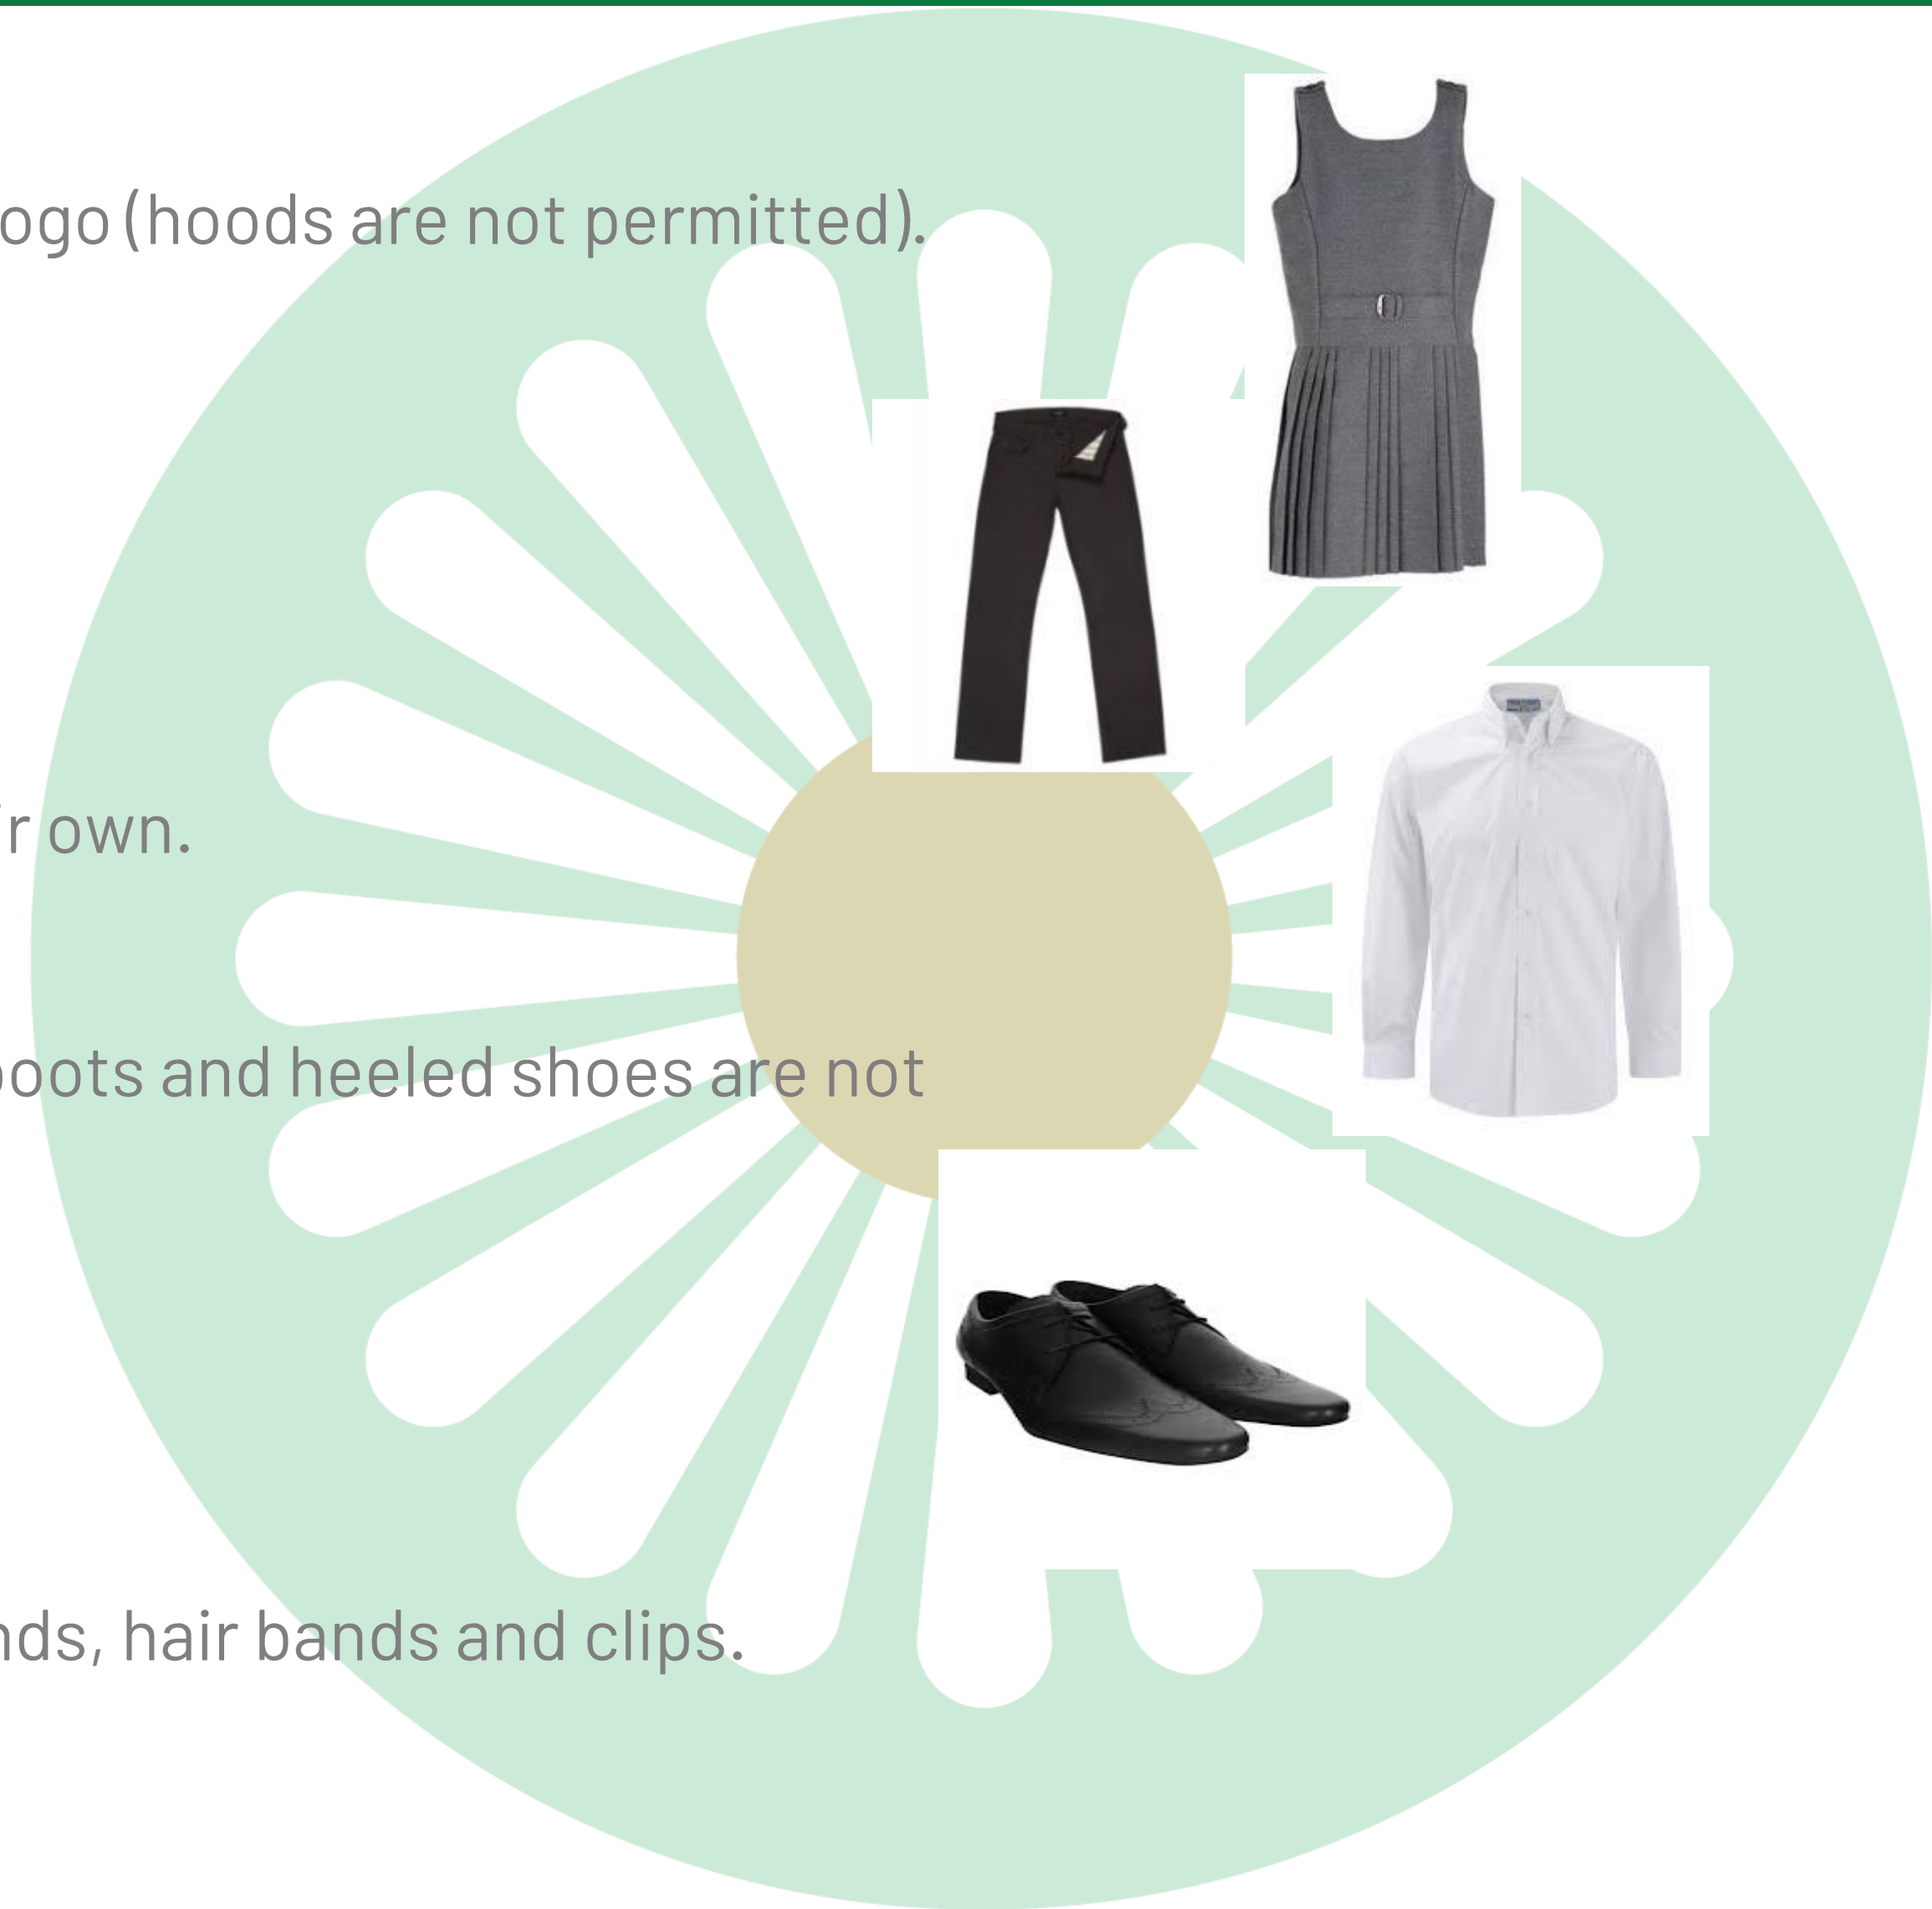 ogo (hoods are not permitted).
r own.
oots and heeled shoes are not
nds, hair bands and clips.